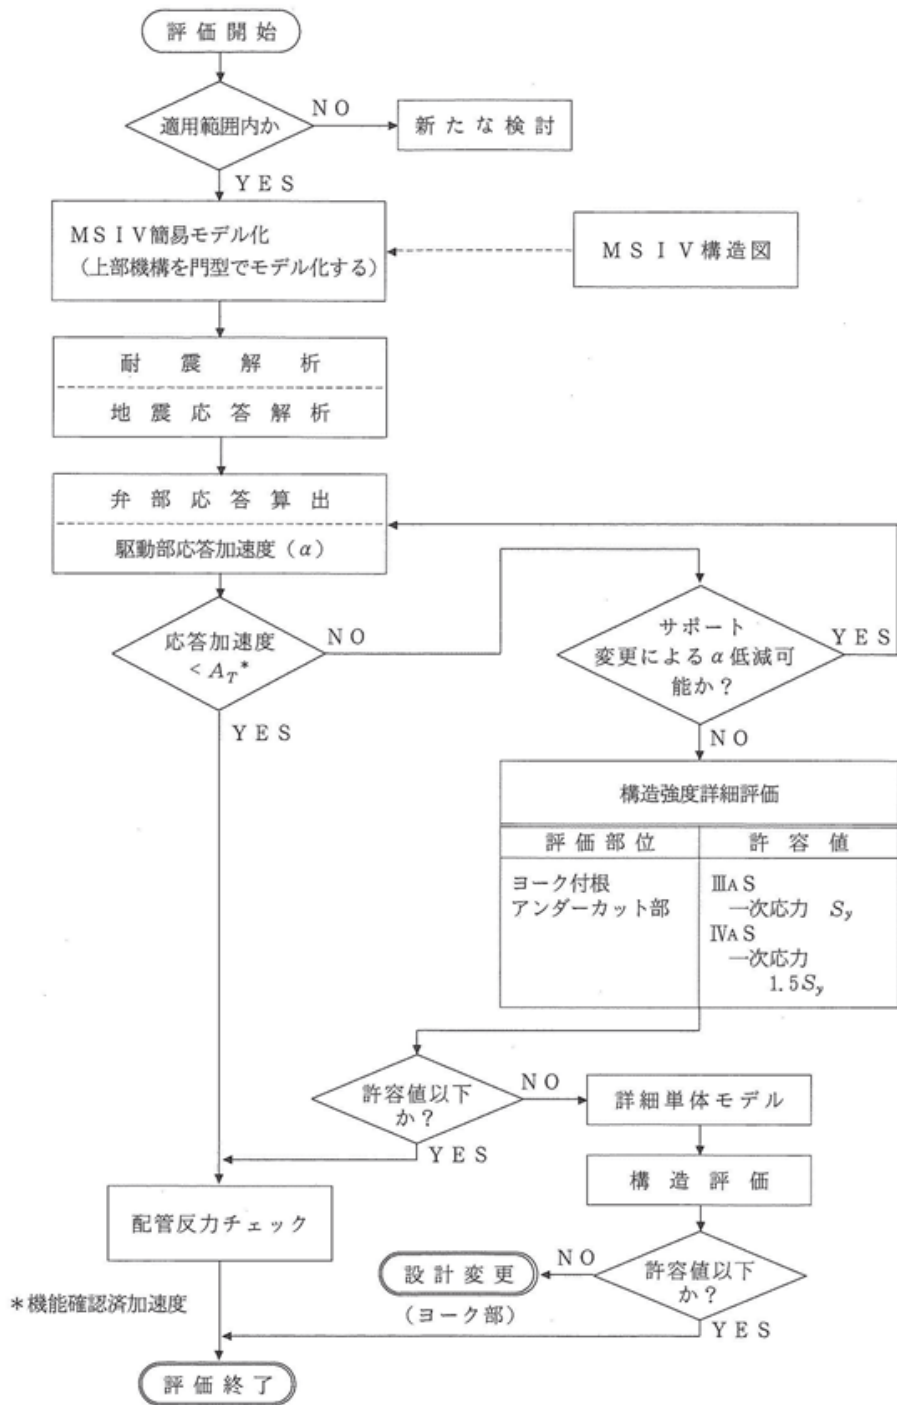 評価開始
適用範囲内か
NO
新たな検討
YES
MSIV簡易モデル化
(上部機構を門型でモデル化する)
MSIV構造図
耐震解析
地震応答解析
弁部応答算出
駆動部応答加速度(α)
応答加速度
< A_T*
NO
サポート
変更によるα低減可
能か?
YES
YES
NO
構造強度詳細評価
評価部位
許容値
ヨーク付根
アンダーカット部
ⅢAS
一次応力 Sy
ⅣAS
一次応力
1.5Sy
許容値以下
か?
NO
詳細単体モデル
YES
構造評価
配管反力チェック
許容値以下
か?
NO
設計変更
(ヨーク部)
YES
*機能確認済加速度
評価終了